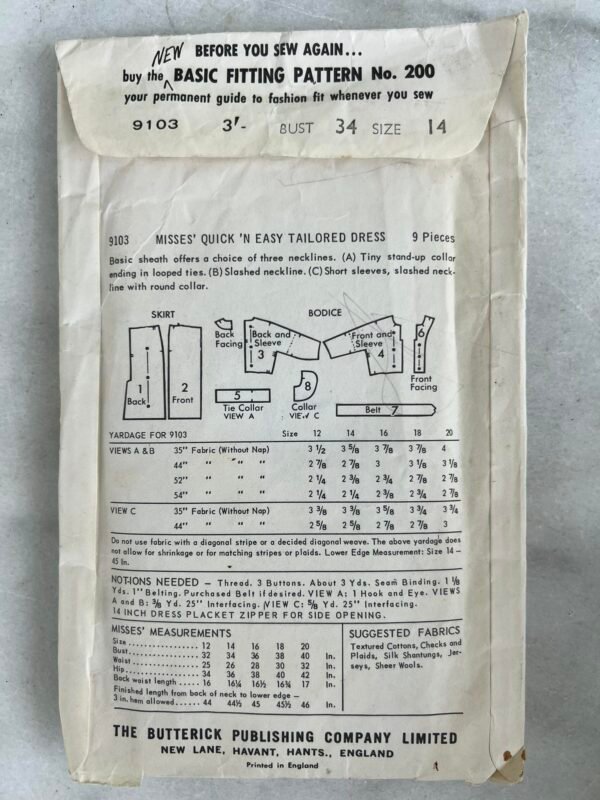 NEW BEFORE YOU SEW AGAIN...
buy the BASIC FITTING PATTERN No. 200
your permanent guide to fashion fit whenever you sew
9103 3'- BUST 34 SIZE 14
9103 MISSES' QUICK 'N EASY TAILORED DRESS 9 Pieces
Basic sheath offers a choice of three necklines. (A) Tiny stand-up collar
ending in looped ties. (B) Slashed neckline. (C) Short sleeves, slashed neck-
line with round collar.
SKIRT
BODICE
1
Back
2
Front
Back
Facing
Back and
Sleeve
3
Front and
Sleeve
4
6
Front
Facing
5
Tie Collar
VIEW A
8
Collar
VIEW C
Belt 7
YARDAGE FOR 9103 Size 12 14 16 18 20
VIEWS A & B 35" Fabric (Without Nap) 3 1/2 3 5/8 3 7/8 3 7/8 4
44" " " " 2 7/8 2 7/8 3 3 1/8 3 1/8
52" " " " 2 1/4 2 3/8 2 3/4 2 7/8 2 7/8
54" " " " 2 1/4 2 1/4 2 3/8 2 3/4 2 7/8
VIEW C 35" Fabric (Without Nap) 3 3/8 3 3/8 3 5/8 3 3/4 3 3/4
44" " " " 2 5/8 2 5/8 2 7/8 2 7/8 3
Do not use fabric with a diagonal stripe or a decided diagonal weave. The above yardage does
not allow for shrinkage or for matching stripes or plaids. Lower Edge Measurement: Size 14 –
45 In.
NOTIONS NEEDED – Thread. 3 Buttons. About 3 Yds. Seam Binding. 1 1/8
Yds. 1" Belting. Purchased Belt if desired. VIEW A: 1 Hook and Eye. VIEWS
A and B: 3/8 Yd. 25" Interfacing. VIEW C: 5/8 Yd. 25" Interfacing.
14 INCH DRESS PLACKET ZIPPER FOR SIDE OPENING.
MISSES' MEASUREMENTS
Size 12 14 16 18 20
Bust 32 34 36 38 40 In.
Waist 25 26 28 30 32 In.
Hip 34 36 38 40 42 In.
Back waist length 16 16 1/4 16 1/2 16 3/4 17 In.
Finished length from back of neck to lower edge –
3 in. hem allowed 44 44 1/2 45 45 1/2 46 In.
SUGGESTED FABRICS
Textured Cottons, Checks and
Plaids, Silk Shantungs, Jer-
seys, Sheer Wools.
THE BUTTERICK PUBLISHING COMPANY LIMITED
NEW LANE, HAVANT, HANTS., ENGLAND
Printed in England